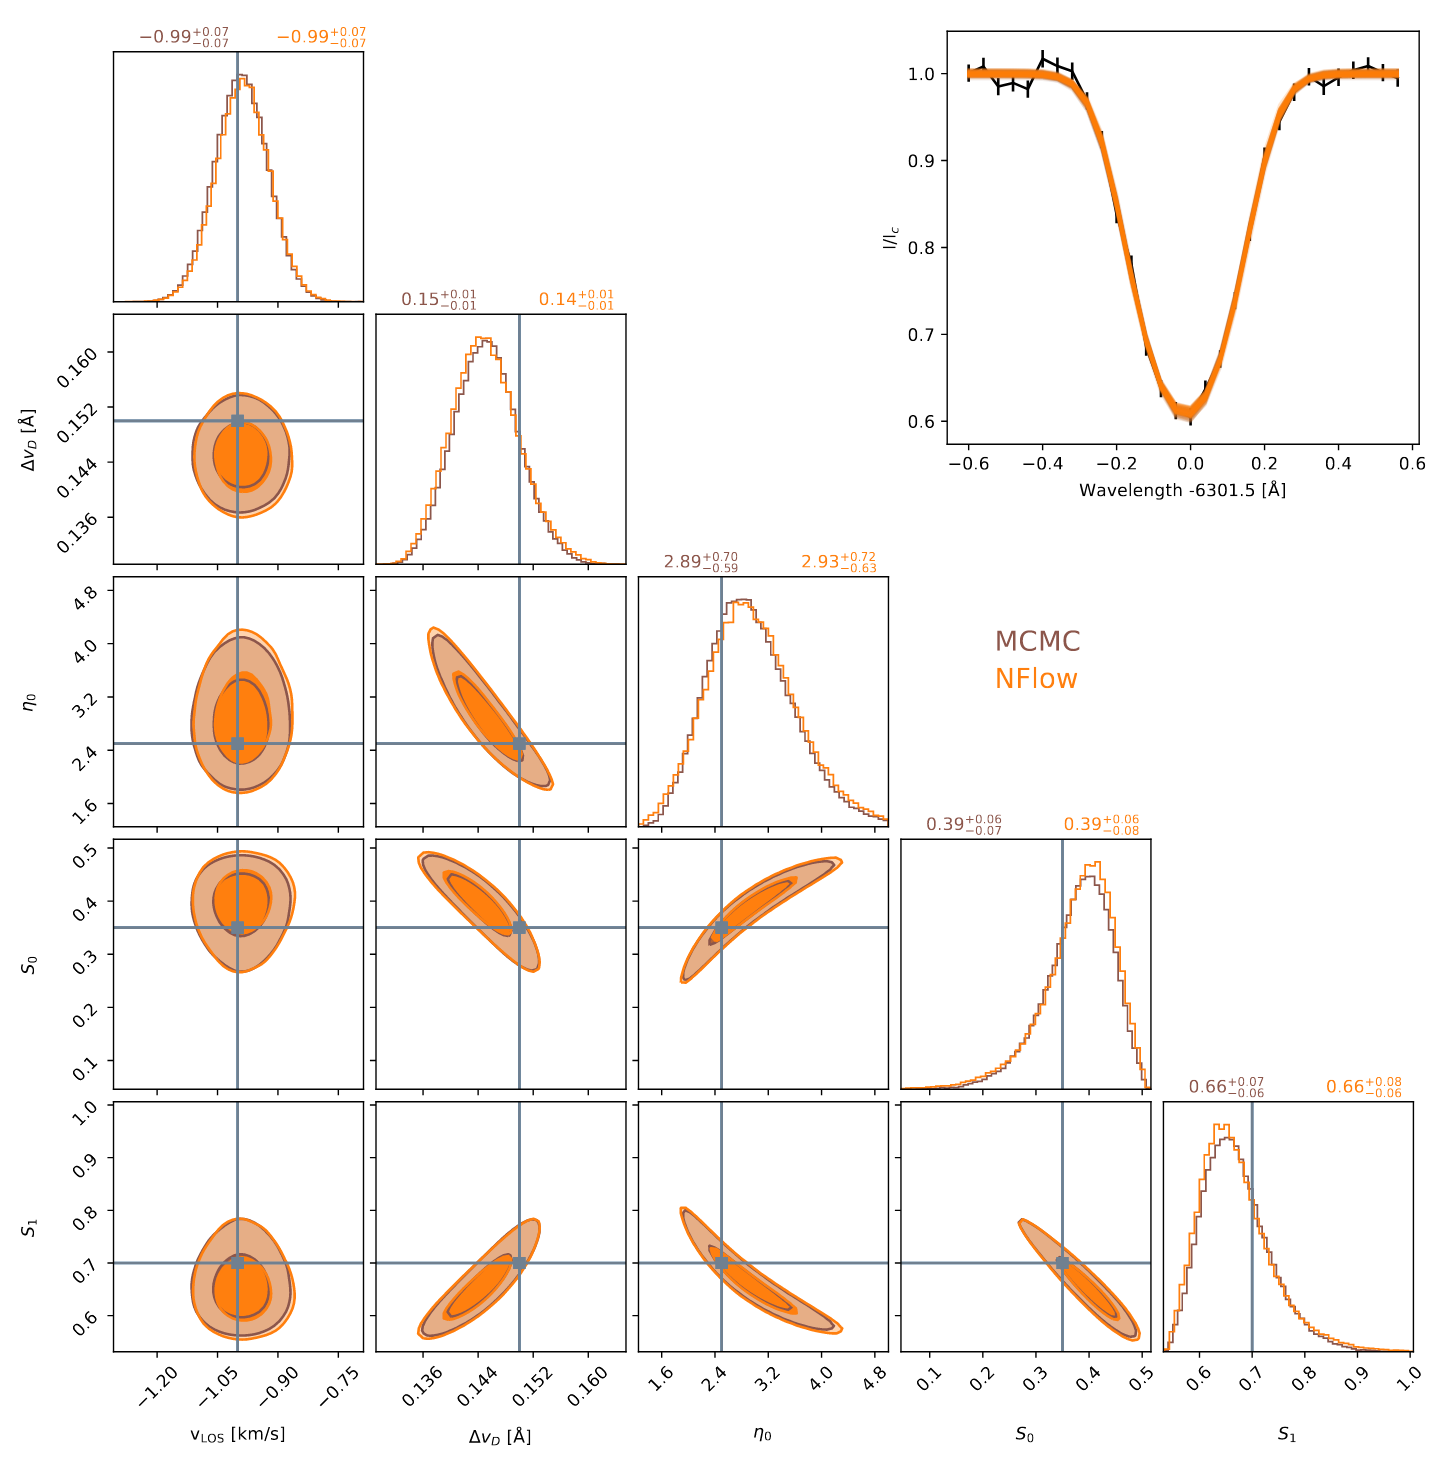 −0.99+0.07−0.07 −0.99+0.07−0.07
1.0
0.9
0.8
0.7
0.6
I/Ic
−0.6 −0.4 −0.2 0.0 0.2 0.4 0.6
Wavelength -6301.5 [Å]
0.15+0.01−0.01 0.14+0.01−0.01
0.160
0.152
0.144
0.136
ΔvD [Å]
2.89+0.70−0.59 2.93+0.72−0.63
4.8
4.0
3.2
2.4
1.6
η0
MCMC
NFlow
0.39+0.06−0.07 0.39+0.06−0.08
0.5
0.4
0.3
0.2
0.1
S0
0.66+0.07−0.06 0.66+0.08−0.06
1.0
0.9
0.8
0.7
0.6
S1
−1.20 −1.05 −0.90 −0.75 0.136 0.144 0.152 0.160 1.6 2.4 3.2 4.0 4.8 0.1 0.2 0.3 0.4 0.5 0.6 0.7 0.8 0.9 1.0
vLOS [km/s] ΔvD [Å] η0 S0 S1